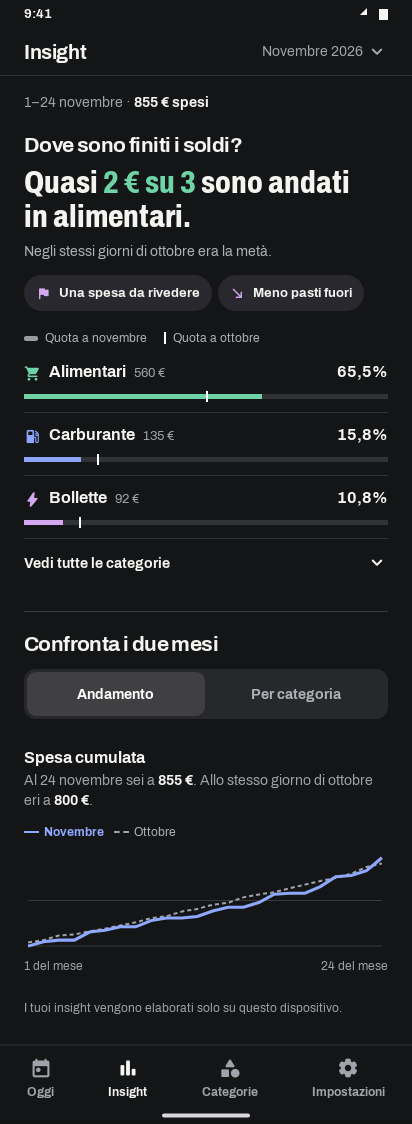 9:41
Insight
Novembre 2026
1–24 novembre · 855 € spesi
Dove sono finiti i soldi?
Quasi 2 € su 3 sono andati
in alimentari.
Negli stessi giorni di ottobre era la metà.
Una spesa da rivedere
Meno pasti fuori
Quota a novembre
Quota a ottobre
Alimentari 560 € 65,5%
Carburante 135 € 15,8%
Bollette 92 € 10,8%
Vedi tutte le categorie
Confronta i due mesi
Andamento
Per categoria
Spesa cumulata
Al 24 novembre sei a 855 €. Allo stesso giorno di ottobre
eri a 800 €.
Novembre
Ottobre
1 del mese
24 del mese
I tuoi insight vengono elaborati solo su questo dispositivo.
Oggi
Insight
Categorie
Impostazioni